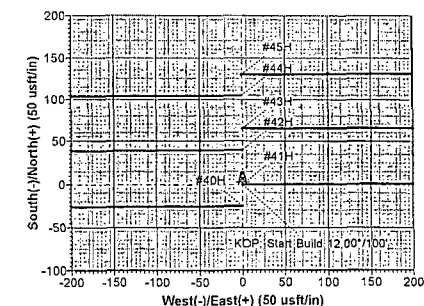 South(-)/North(+) (50 usft/in)
200
150
100
50
0
-50
-100
#45H
#44H
#43H
#42H
#41H
#40H
KOP, Start Build 12.00°/100'
-200 -150 -100 -50 0 50 100 150 200
West(-)/East(+) (50 usft/in)